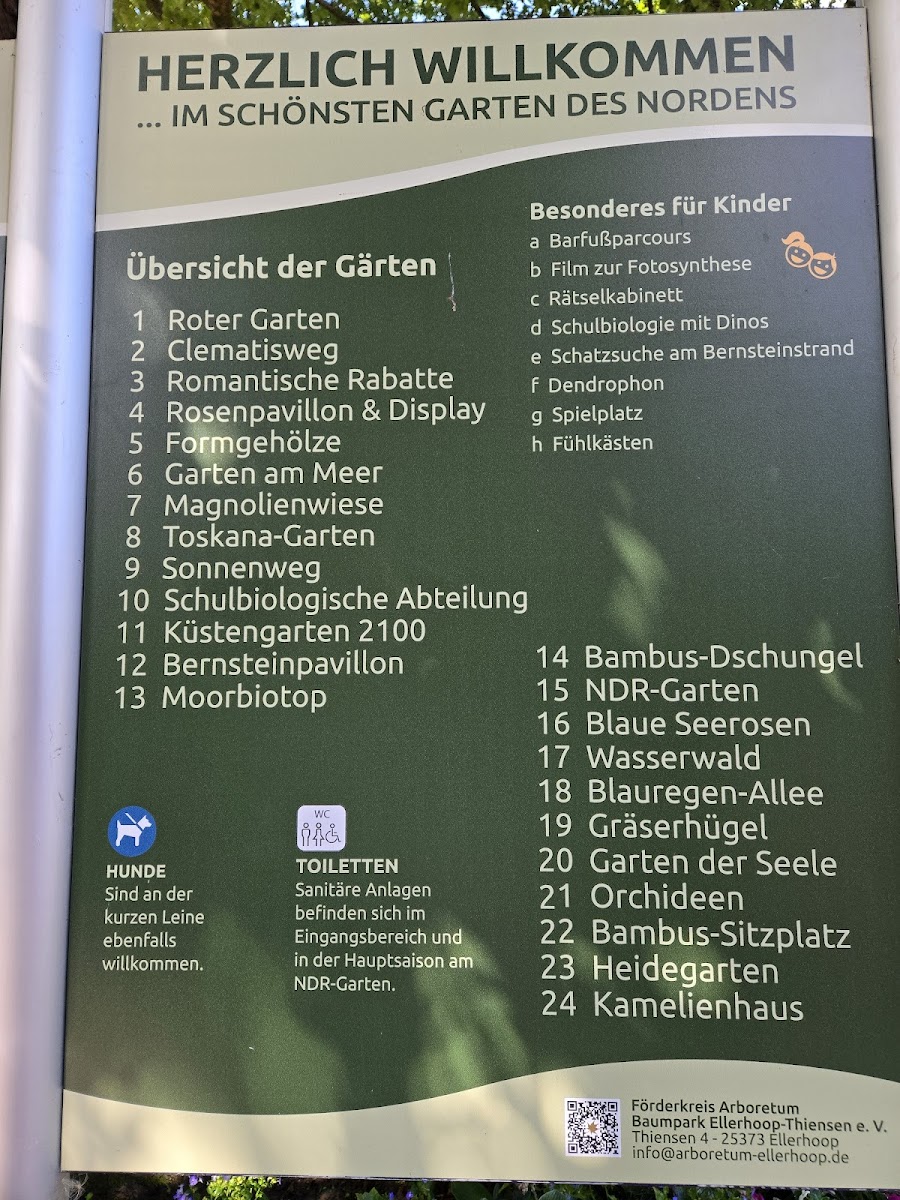 HERZLICH WILLKOMMEN
... IM SCHÖNSTEN GARTEN DES NORDENS
Übersicht der Gärten
1 Roter Garten
2 Clematisweg
3 Romantische Rabatte
4 Rosenpavillon & Display
5 Formgehölze
6 Garten am Meer
7 Magnolienwiese
8 Toskana-Garten
9 Sonnenweg
10 Schulbiologische Abteilung
11 Küstengarten 2100
12 Bernsteinpavillon
13 Moorbiotop
Besonderes für Kinder
a Barfußparcours
b Film zur Fotosynthese
c Rätselkabinett
d Schulbiologie mit Dinos
e Schatzsuche am Bernsteinstrand
f Dendrophon
g Spielplatz
h Fühlkästen
14 Bambus-Dschungel
15 NDR-Garten
16 Blaue Seerosen
17 Wasserwald
18 Blauregen-Allee
19 Gräserhügel
20 Garten der Seele
21 Orchideen
22 Bambus-Sitzplatz
23 Heidegarten
24 Kamelienhaus
HUNDE
Sind an der
kurzen Leine
ebenfalls
willkommen.
WC
TOILETTEN
Sanitäre Anlagen
befinden sich im
Eingangsbereich und
in der Hauptsaison am
NDR-Garten.
Förderkreis Arboretum
Baumpark Ellerhoop-Thiensen e. V.
Thiensen 4 - 25373 Ellerhoop
info@arboretum-ellerhoop.de